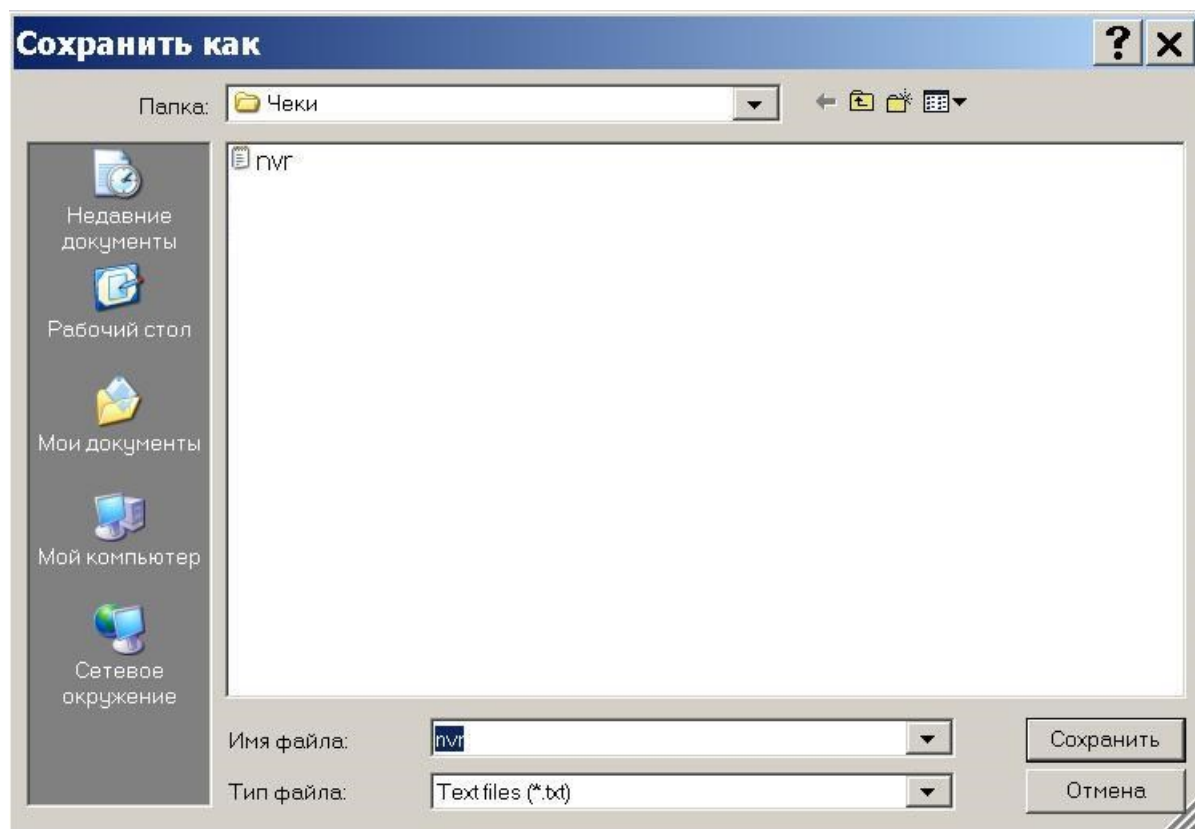 Сохранить как
Папка:
Чеки
nvr
Недавние
документы
Рабочий стол
Мои документы
Мой компьютер
Сетевое
окружение
Имя файла:
nvr
Сохранить
Тип файла:
Text files (*.txt)
Отмена